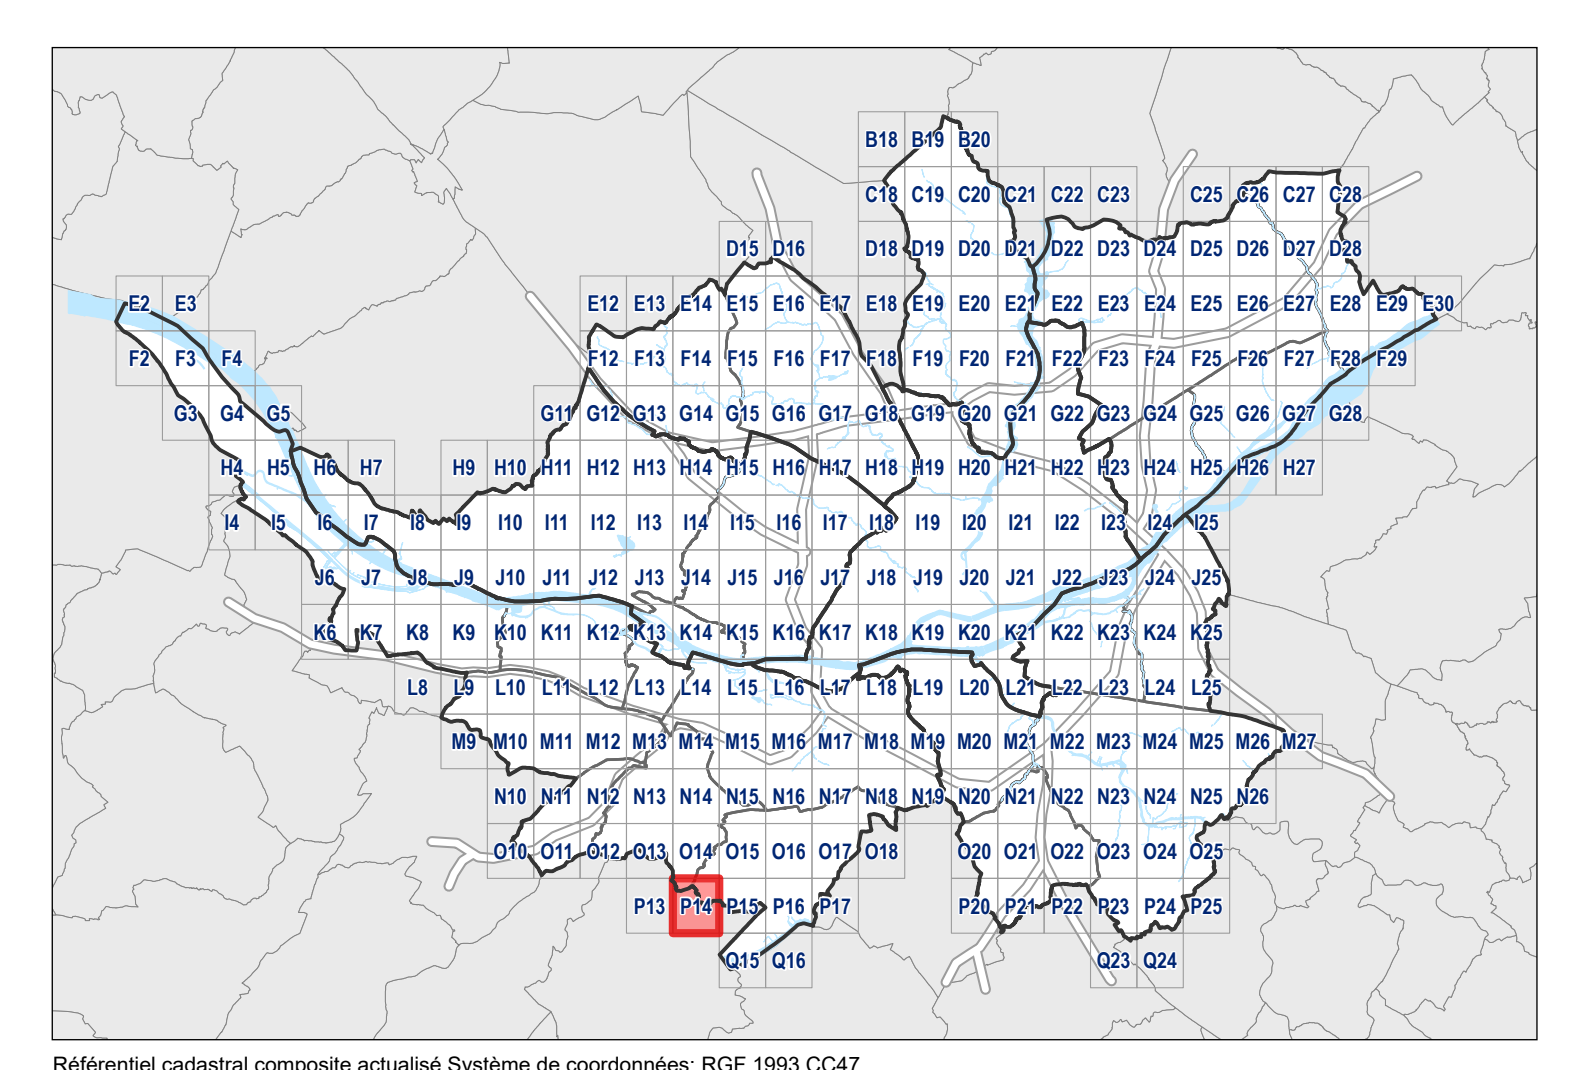 B18 B19 B20
C18 C19 C20 C21 C22 C23 C25 C26 C27 C28
D15 D16 D18 D19 D20 D21 D22 D23 D24 D25 D26 D27 D28
E2 E3 E12 E13 E14 E15 E16 E17 E18 E19 E20 E21 E22 E23 E24 E25 E26 E27 E28 E29 E30
F2 F3 F4 F12 F13 F14 F15 F16 F17 F18 F19 F20 F21 F22 F23 F24 F25 F26 F27 F28 F29
G3 G4 G5 G11 G12 G13 G14 G15 G16 G17 G18 G19 G20 G21 G22 G23 G24 G25 G26 G27 G28
H4 H5 H6 H7 H9 H10 H11 H12 H13 H14 H15 H16 H17 H18 H19 H20 H21 H22 H23 H24 H25 H26 H27
I4 I5 I6 I7 I8 I9 I10 I11 I12 I13 I14 I15 I16 I17 I18 I19 I20 I21 I22 I23 I24 I25
J6 J7 J8 J9 J10 J11 J12 J13 J14 J15 J16 J17 J18 J19 J20 J21 J22 J23 J24 J25
K6 K7 K8 K9 K10 K11 K12 K13 K14 K15 K16 K17 K18 K19 K20 K21 K22 K23 K24 K25
L8 L9 L10 L11 L12 L13 L14 L15 L16 L17 L18 L19 L20 L21 L22 L23 L24 L25
M9 M10 M11 M12 M13 M14 M15 M16 M17 M18 M19 M20 M21 M22 M23 M24 M25 M26 M27
N10 N11 N12 N13 N14 N15 N16 N17 N18 N19 N20 N21 N22 N23 N24 N25 N26
O10 O11 O12 O13 O14 O15 O16 O17 O18 O20 O21 O22 O23 O24 O25
P13 P14 P15 P16 P17 P20 P21 P22 P23 P24 P25
Q15 Q16 Q23 Q24
Référentiel cadastral composite actualisé Système de coordonnées: RGF 1993 CC47